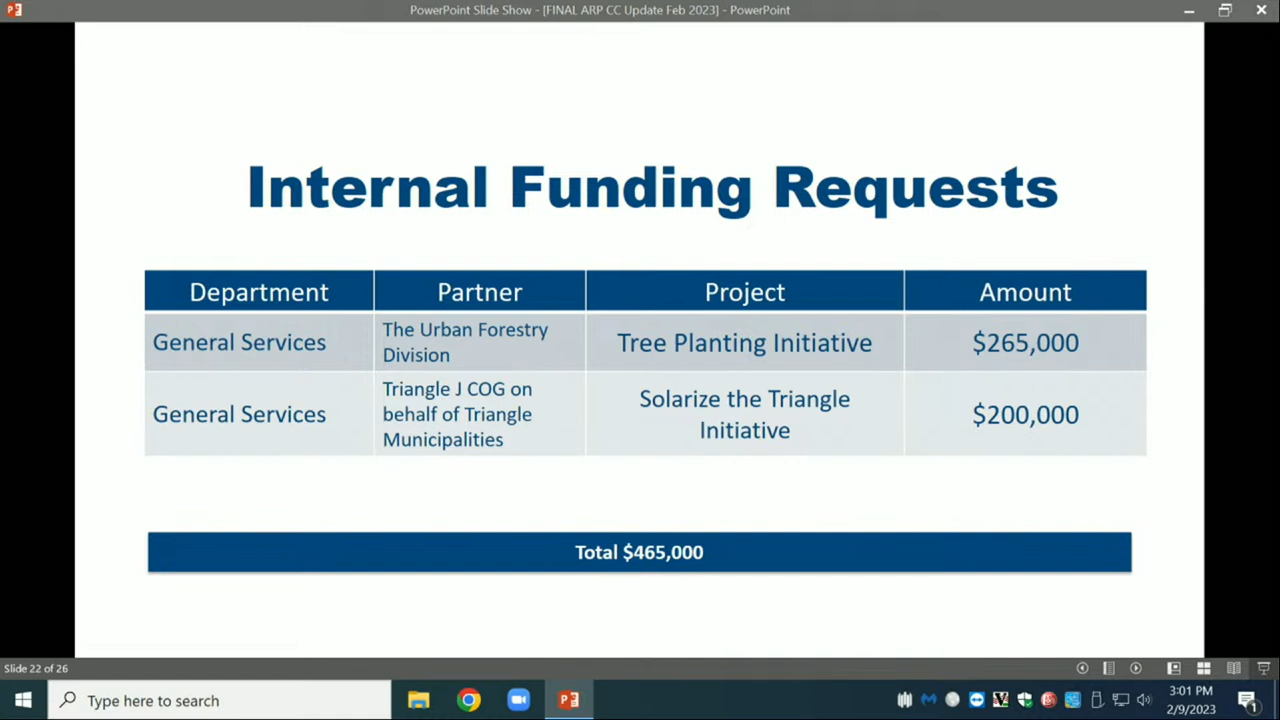 PowerPoint Slide Show - [FINAL ARP CC Update Feb 2023] - PowerPoint
Internal Funding Requests
Department Partner Project Amount
General Services
The Urban Forestry
Division
Tree Planting Initiative
$265,000
General Services
Triangle J COG on
behalf of Triangle
Municipalities
Solarize the Triangle
Initiative
$200,000
Total $465,000
Slide 22 of 26
Type here to search
3:01 PM
2/9/2023
1